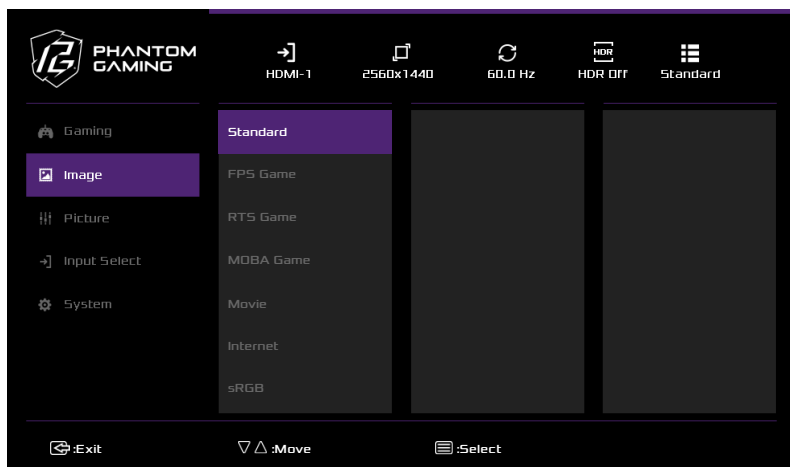 PHANTOM
GAMING
HDMI-1
2560x1440
60.0 Hz
HDR
HDR Off
Standard
Gaming
Image
Picture
Input Select
System
Standard
FPS Game
RTS Game
MOBA Game
Movie
Internet
sRGB
:Exit
:Move
:Select